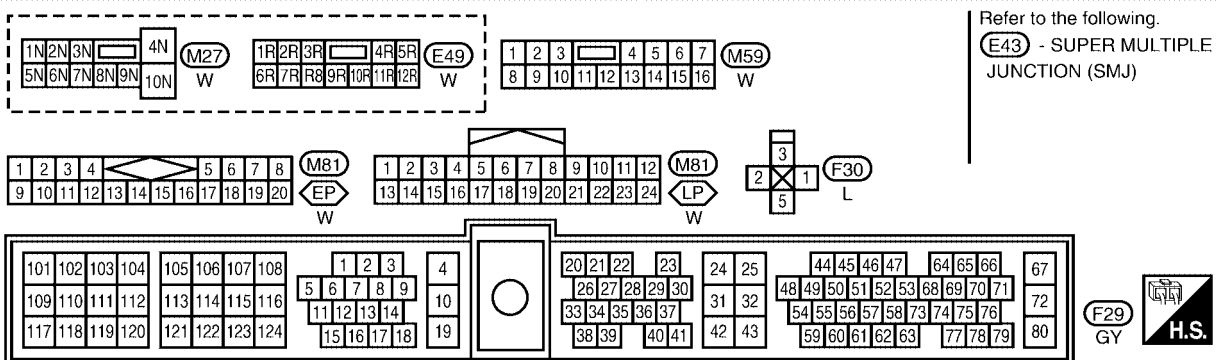 Refer to the following.
E43 - SUPER MULTIPLE
JUNCTION (SMJ)
1N 2N 3N 4N
5N 6N 7N 8N 9N 10N
M27
W
1R 2R 3R 4R 5R
6R 7R R8 9R 10R 11R 12R
E49
W
1 2 3 4 5 6 7
8 9 10 11 12 13 14 15 16
M59
W
1 2 3 4 5 6 7 8
9 10 11 12 13 14 15 16 17 18 19 20
M81
EP
W
1 2 3 4 5 6 7 8 9 10 11 12
13 14 15 16 17 18 19 20 21 22 23 24
M81
LP
W
3
2 1
5
F30
L
101 102 103 104 105 106 107 108 1 2 3 4 20 21 22 23 24 25 44 45 46 47 64 65 66 67
5 6 7 8 9 26 27 28 29 30 48 49 50 51 52 53 68 69 70 71
109 110 111 112 113 114 115 116 10 31 32 72
11 12 13 14 33 34 35 36 37 54 55 56 57 58 73 74 75 76
117 118 119 120 121 122 123 124 15 16 17 18 19 38 39 40 41 42 43 59 60 61 62 63 77 78 79 80
F29
GY
H.S.